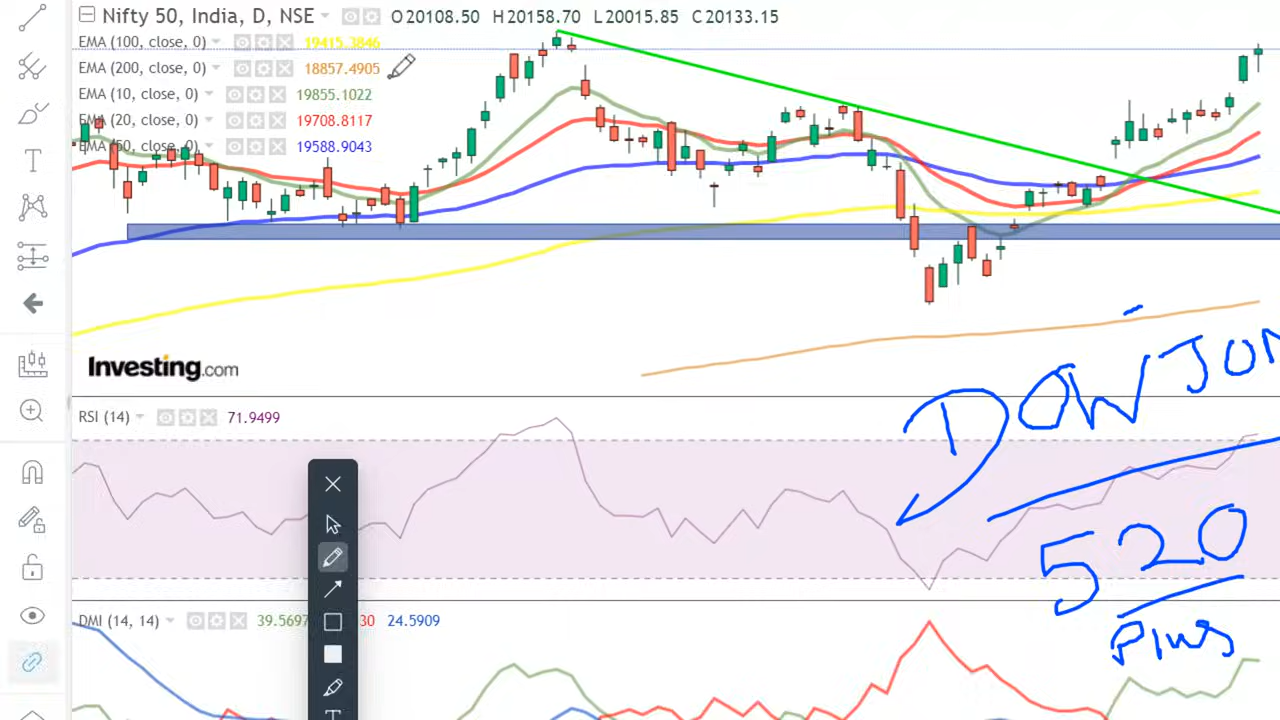 Nifty 50, India, D, NSE O20108.50 H20158.70 L20015.85 C20133.15
EMA (100, close, 0) 19415.3846
EMA (200, close, 0) 18857.4905
EMA (10, close, 0) 19855.1022
EMA (20, close, 0) 19708.8117
EMA (50, close, 0) 19588.9043
Investing.com
DOW JON
RSI (14) 71.9499
520
Plus
DMI (14, 14) 39.5697 30 24.5909